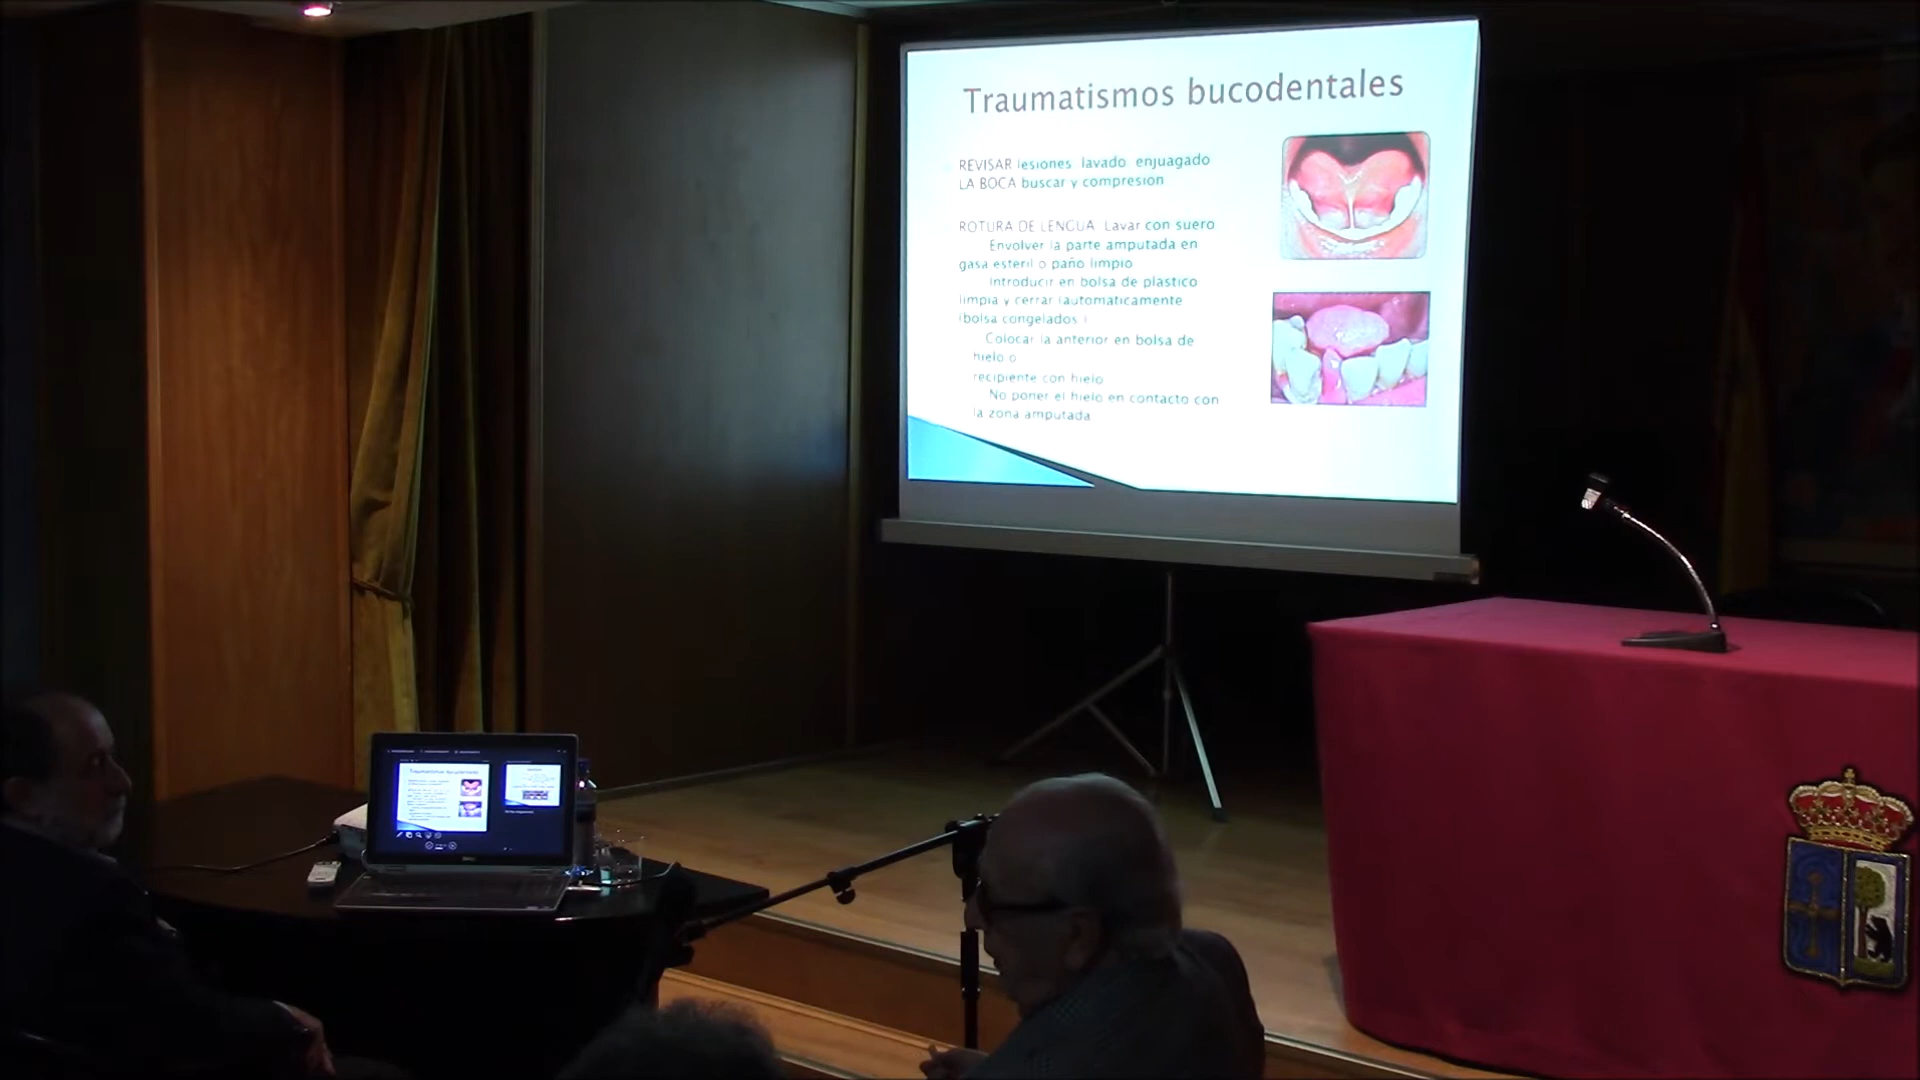 Traumatismos bucodentales
REVISAR lesiones lavado enjuagado
LA BOCA buscar y compresion
ROTURA DE LENGUA Lavar con suero
Envolver la parte amputada en
gasa esteril o paño limpio
Introducir en bolsa de plastico
limpia y cerrar (automaticamente
(bolsa congelados )
Colocar la anterior en bolsa de
hielo o
recipiente con hielo
No poner el hielo en contacto con
la zona amputada
Traumatismos bucodentales